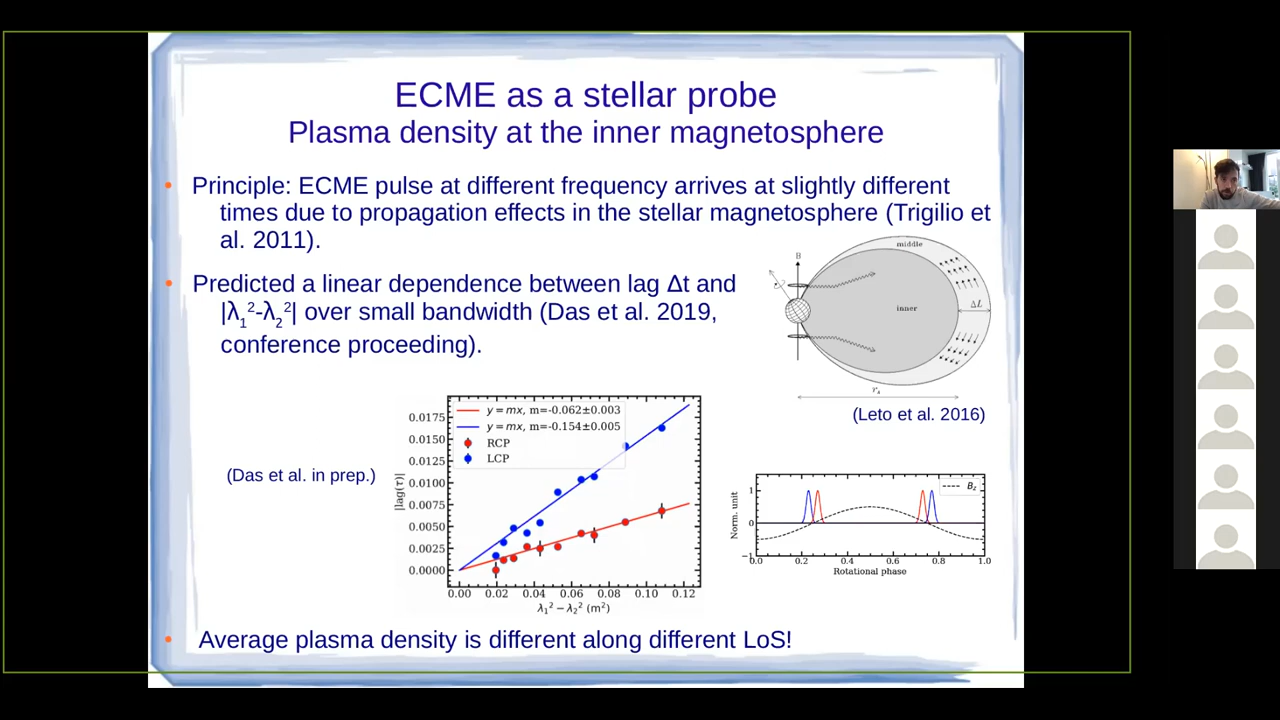 ECME as a stellar probe
Plasma density at the inner magnetosphere
• Principle: ECME pulse at different frequency arrives at slightly different
times due to propagation effects in the stellar magnetosphere (Trigilio et
al. 2011).
• Predicted a linear dependence between lag Δt and
|λ₁²-λ₂²| over small bandwidth (Das et al. 2019,
conference proceeding).
middle
B
inner
ΔL
(Leto et al. 2016)
(Das et al. in prep.)
y = mx, m=-0.062±0.003
y = mx, m=-0.154±0.005
RCP
LCP
|lag(τ)|
0.0175
0.0150
0.0125
0.0100
0.0075
0.0050
0.0025
0.0000
0.00 0.02 0.04 0.06 0.08 0.10 0.12
λ₁² − λ₂² (m²)
Norm. unit
1
0
−1
0.0 0.2 0.4 0.6 0.8 1.0
Rotational phase
• Average plasma density is different along different LoS!